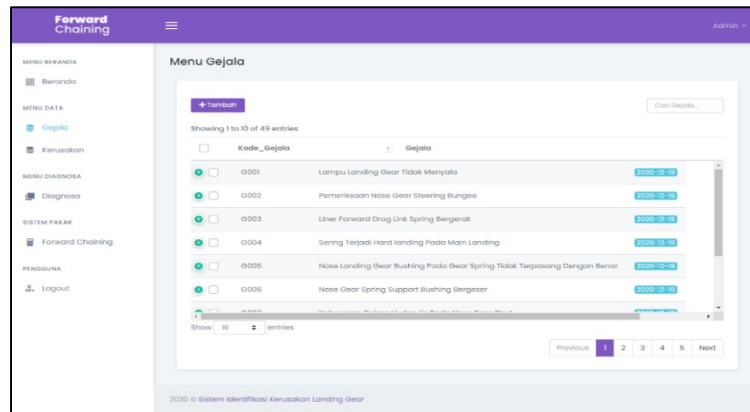 Forward
Chaining
Admin
MENU BERANDA
Beranda
MENU DATA
Gejala
Kerusakan
MENU DIAGNOSA
Diagnosa
SISTEM PAKAR
Forward Chaining
PENGGUNA
Logout
Menu Gejala
+ Tambah
Cari Gejala...
Showing 1 to 10 of 49 entries
Kode_Gejala Gejala
G001 Lampu Landing Gear Tidak Menyala 2020-12-19
G002 Pemeriksaan Nose Gear Steering Bungee 2020-12-19
G003 Liner Forward Drag Link Spring Bergerak 2020-12-19
G004 Sering Terjadi Hard landing Pada Main Landing 2020-12-19
G005 Nose Landing Gear Bushing Pada Gear Spring Tidak Terpasang Dengan Benar 2020-12-19
G006 Nose Gear Spring Support Bushing Bergeser 2020-12-19
Show 10 entries
Previous 1 2 3 4 5 Next
2020 © Sistem Identifikasi Kerusakan Landing Gear